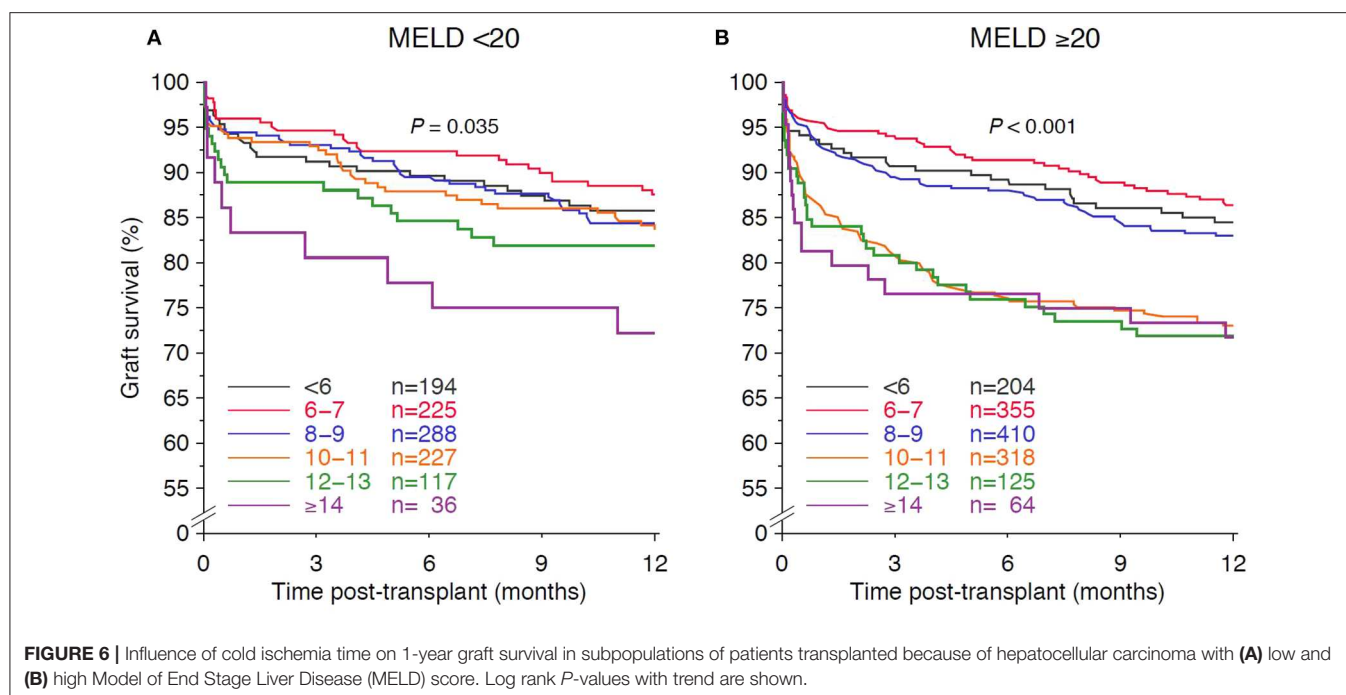 A MELD <20
100
95
90
85
80
75
70
65
60
55
0
Graft survival (%)
P = 0.035
<6 n=194
6–7 n=225
8–9 n=288
10–11 n=227
12–13 n=117
≥14 n= 36
0 3 6 9 12
Time post-transplant (months)
B MELD ≥20
100
95
90
85
80
75
70
65
60
55
0
P < 0.001
<6 n=204
6–7 n=355
8–9 n=410
10–11 n=318
12–13 n=125
≥14 n= 64
0 3 6 9 12
Time post-transplant (months)
FIGURE 6 | Influence of cold ischemia time on 1-year graft survival in subpopulations of patients transplanted because of hepatocellular carcinoma with (A) low and
(B) high Model of End Stage Liver Disease (MELD) score. Log rank P-values with trend are shown.